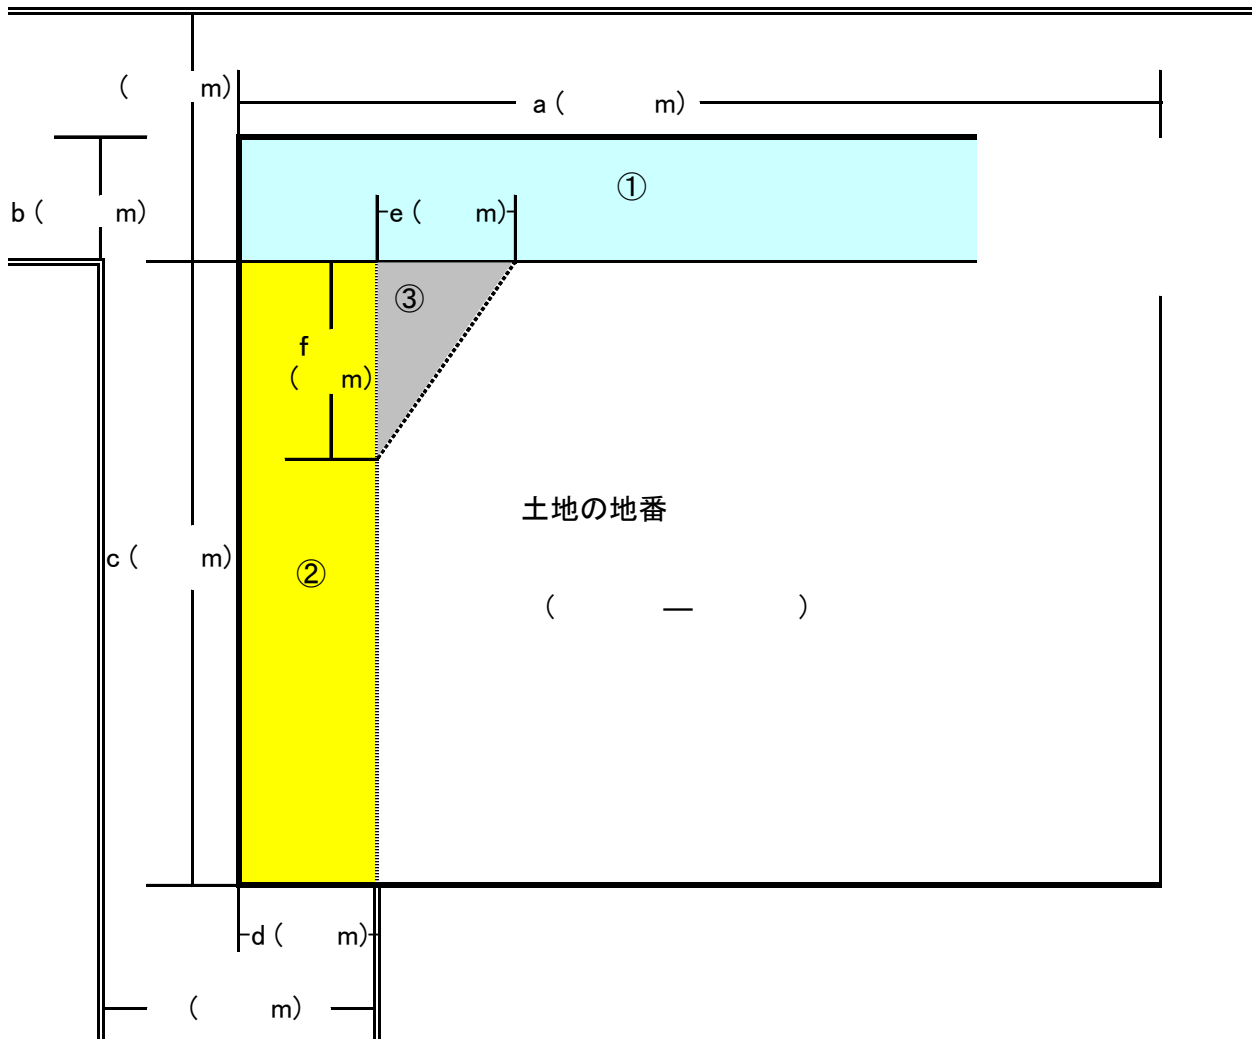 (　　　m)
a (　　　m)
①
b (　　　m)
e (　　m)
③
f
(　　m)
土地の地番
c (　　　m)
②
(　　　―　　　)
d (　　m)
(　　　m)